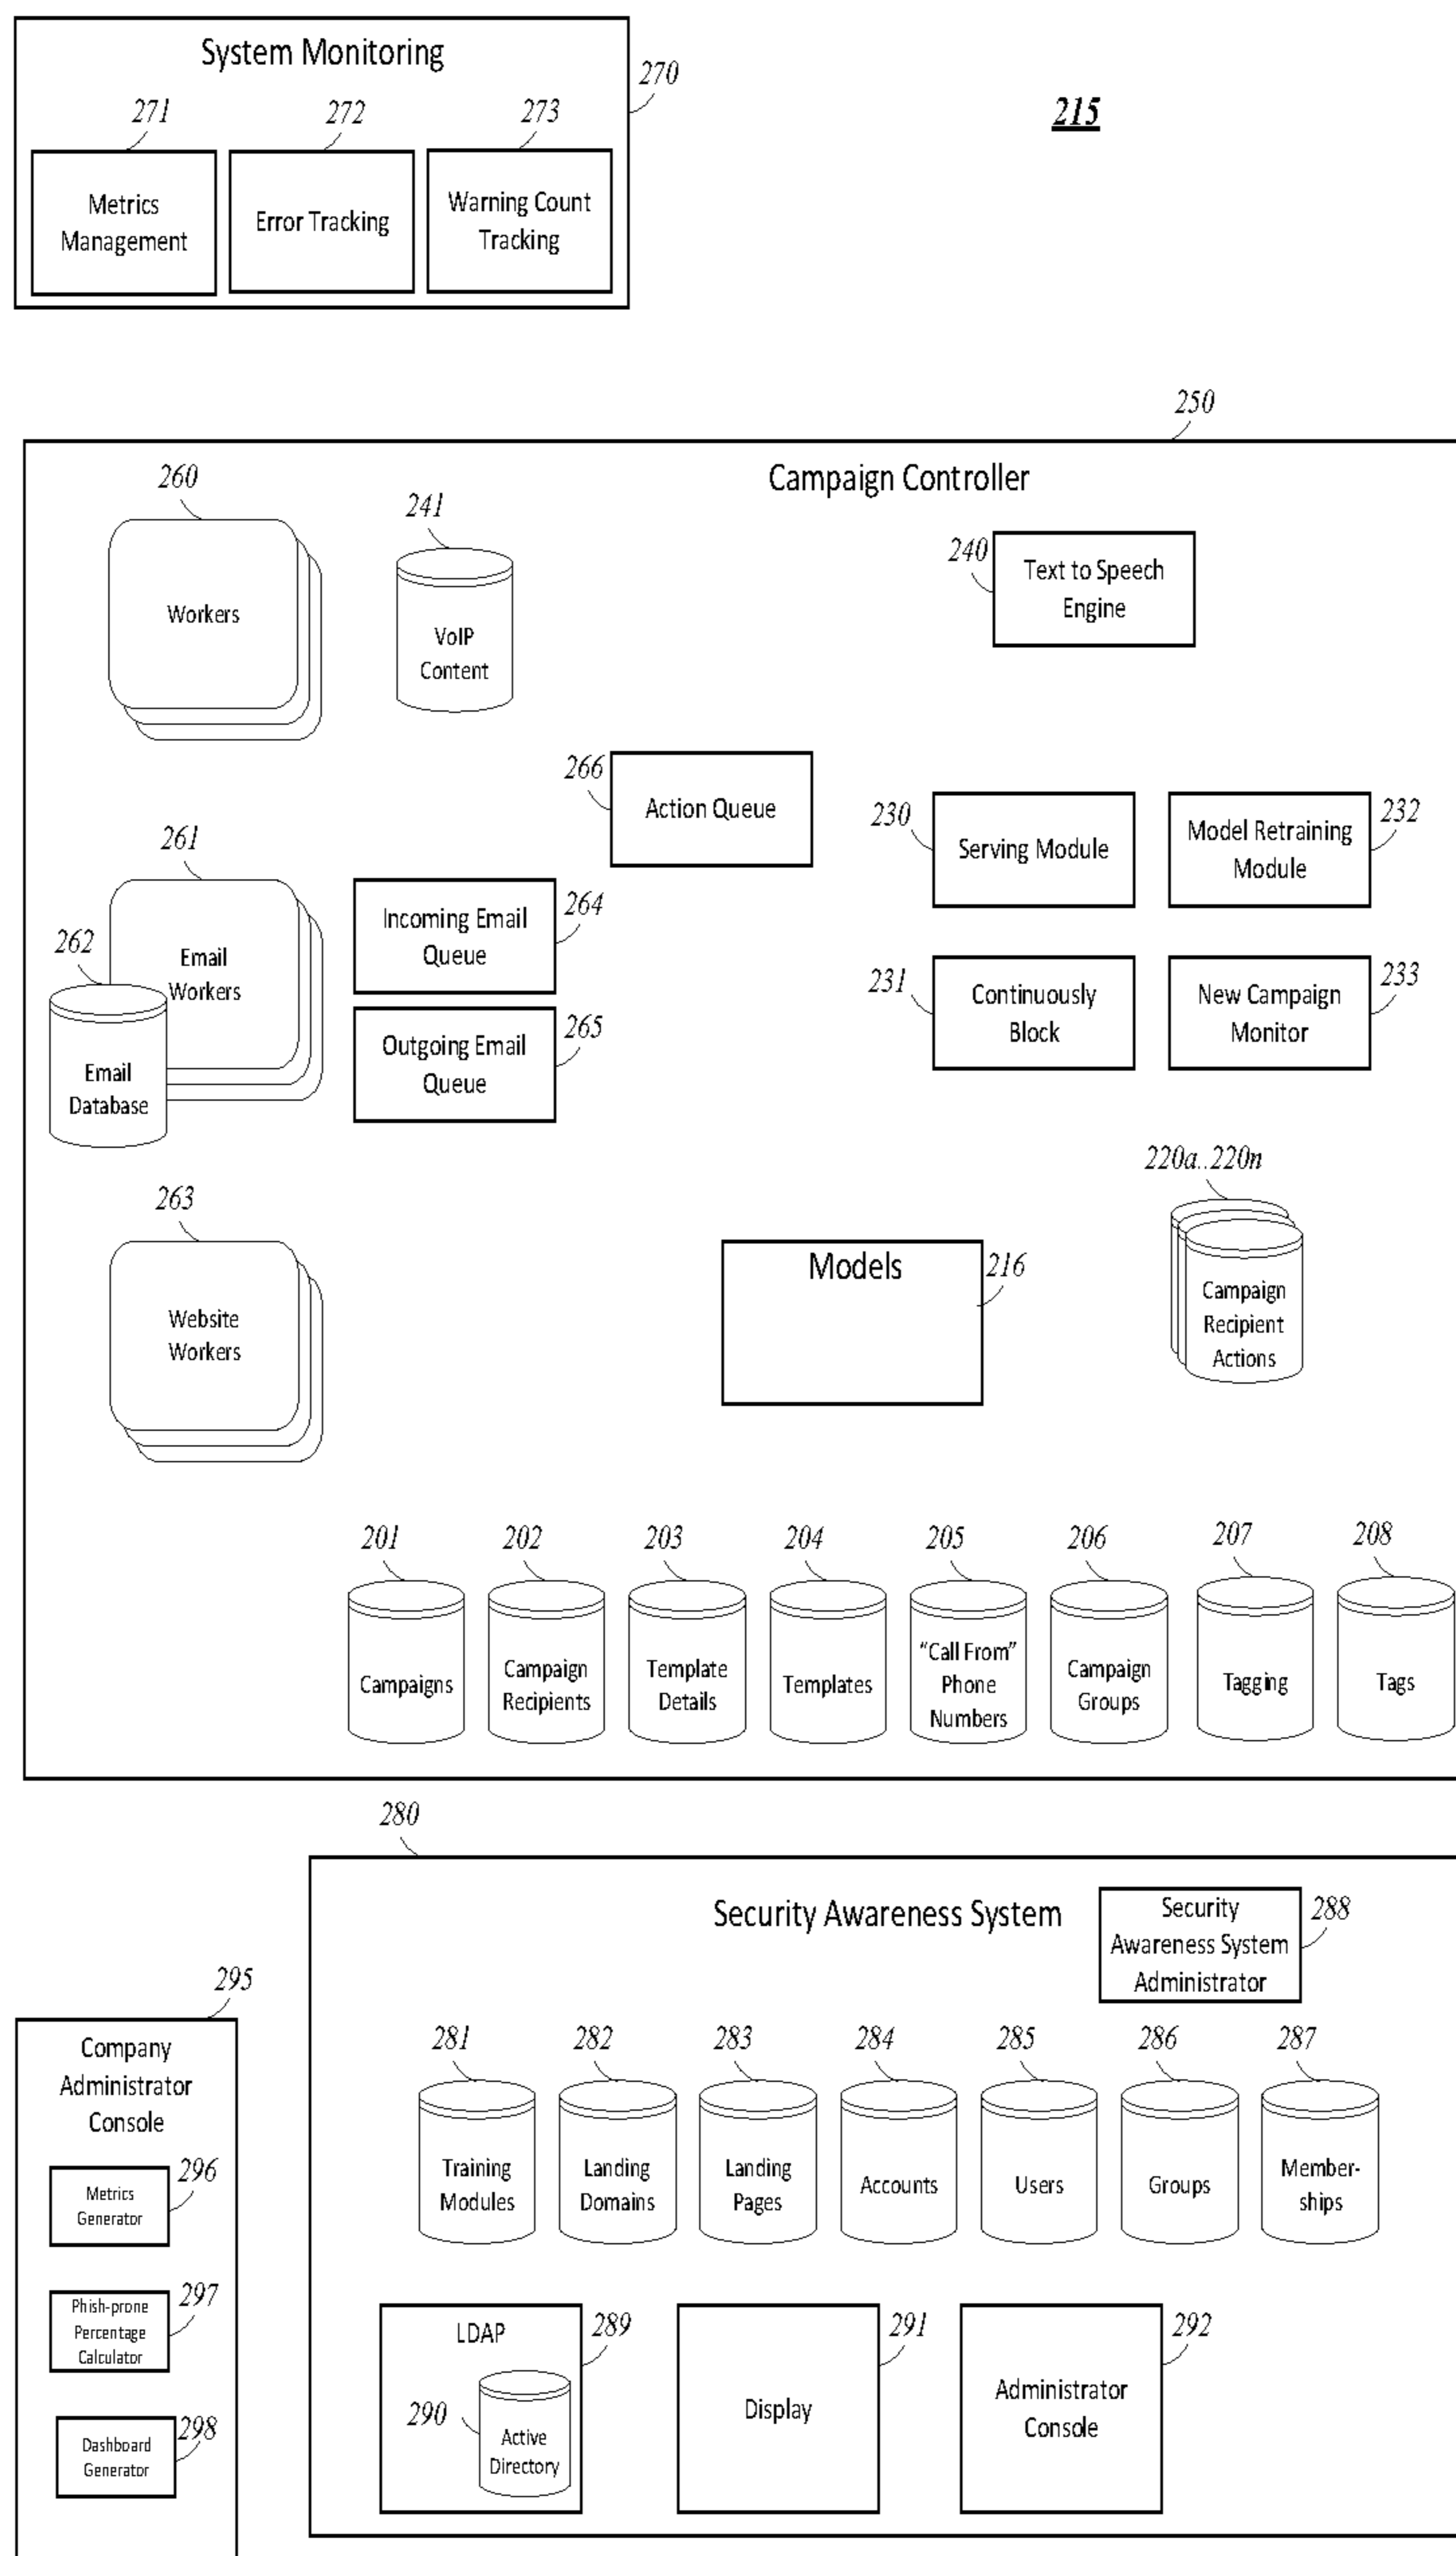 System Monitoring
270
215
271
272
273
Metrics
Management
Error Tracking
Warning Count
Tracking
250
Campaign Controller
260
Workers
241
VoIP
Content
240
Text to Speech
Engine
266
Action Queue
230
Serving Module
232
Model Retraining
Module
261
Email
Workers
262
Email
Database
264
Incoming Email
Queue
265
Outgoing Email
Queue
231
Continuously
Block
233
New Campaign
Monitor
220a..220n
Campaign
Recipient
Actions
263
Website
Workers
Models
216
201
Campaigns
202
Campaign
Recipients
203
Template
Details
204
Templates
205
“Call From”
Phone
Numbers
206
Campaign
Groups
207
Tagging
208
Tags
280
Security Awareness System
Security
Awareness System
Administrator
288
295
Company
Administrator
Console
296
Metrics
Generator
297
Phish-prone
Percentage
Calculator
298
Dashboard
Generator
281
Training
Modules
282
Landing
Domains
283
Landing
Pages
284
Accounts
285
Users
286
Groups
287
Member-
ships
LDAP
289
290
Active
Directory
291
Display
292
Administrator
Console